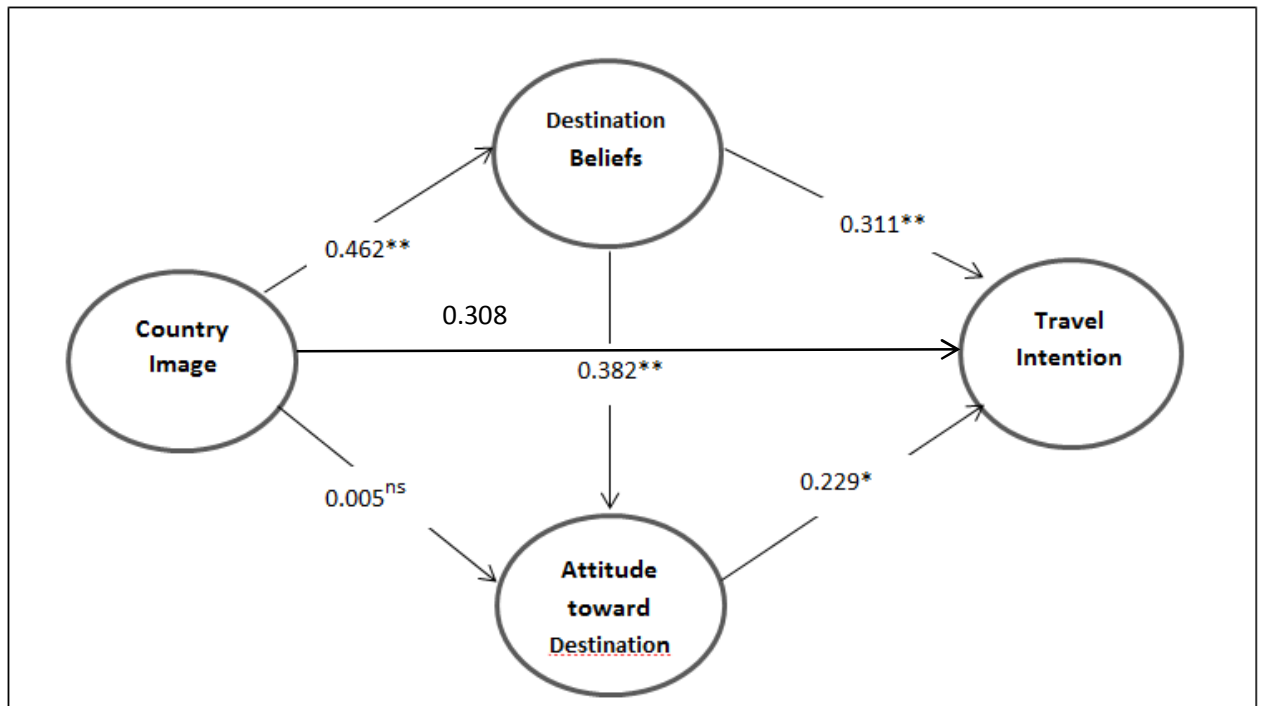 Destination
Beliefs
0.311**
0.462**
0.308
Country
Image
Travel
Intention
0.382**
0.005ns
0.229*
Attitude
toward
Destination